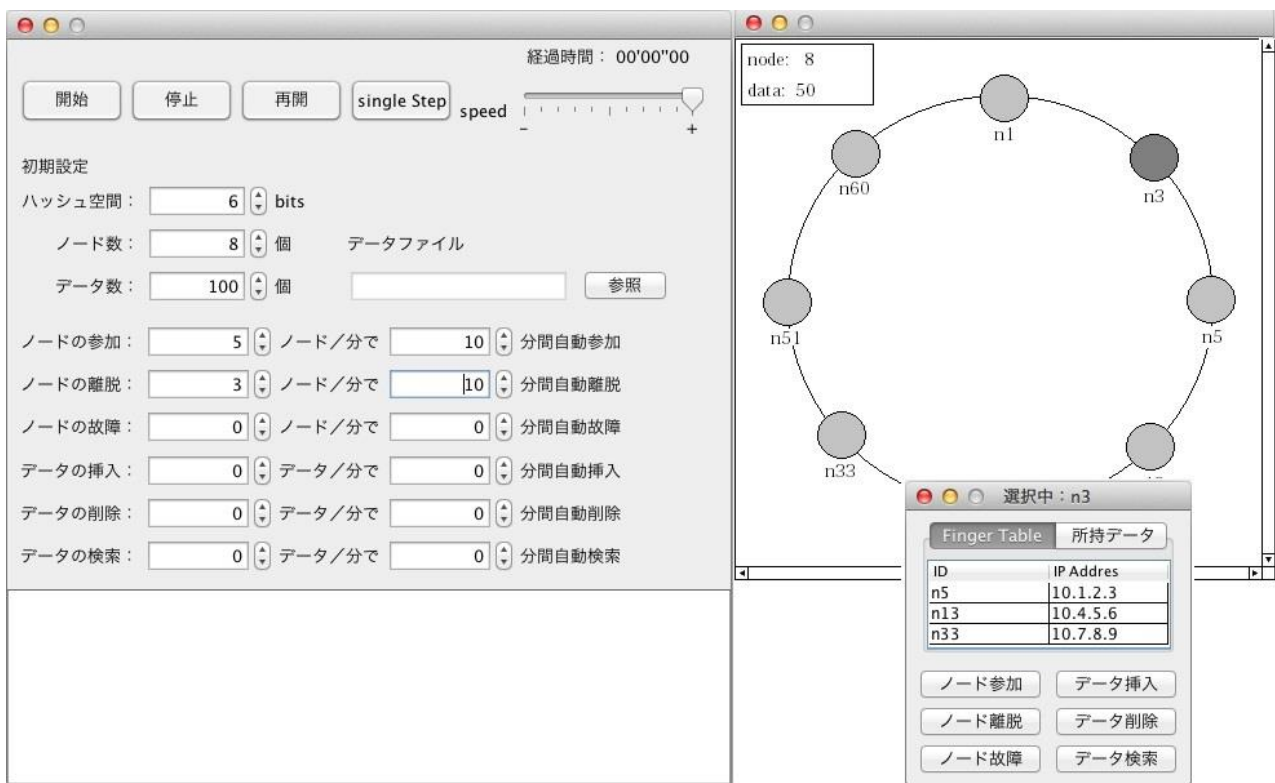 経過時間： 00'00"00
開始 停止 再開 single Step speed
- +
初期設定
ハッシュ空間： 6 bits
ノード数： 8 個 データファイル
データ数： 100 個 参照
ノードの参加： 5 ノード／分で 10 分間自動参加
ノードの離脱： 3 ノード／分で 10 分間自動離脱
ノードの故障： 0 ノード／分で 0 分間自動故障
データの挿入： 0 データ／分で 0 分間自動挿入
データの削除： 0 データ／分で 0 分間自動削除
データの検索： 0 データ／分で 0 分間自動検索
node: 8
data: 50
n1
n60
n3
n51
n5
n33
選択中：n3
Finger Table 所持データ
ID IP Addres
n5 10.1.2.3
n13 10.4.5.6
n33 10.7.8.9
ノード参加 データ挿入
ノード離脱 データ削除
ノード故障 データ検索